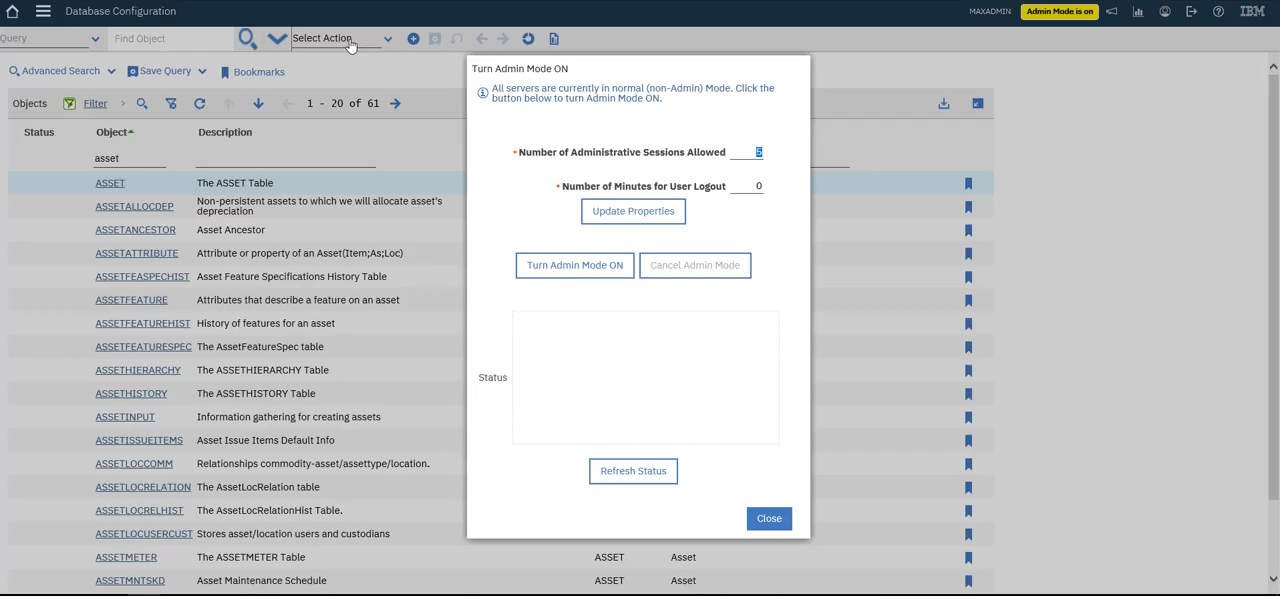 Database Configuration
MAXADMIN
Admin Mode is on
IBM
Query
Find Object
Select Action
Advanced Search
Save Query
Bookmarks
Objects
Filter
1 - 20 of 61
Status
Object
Description
asset
ASSET The ASSET Table
ASSETALLOCDEP Non-persistent assets to which we will allocate asset's
depreciation
ASSETANCESTOR Asset Ancestor
ASSETATTRIBUTE Attribute or property of an Asset(Item;As;Loc)
ASSETFEASPECHIST Asset Feature Specifications History Table
ASSETFEATURE Attributes that describe a feature on an asset
ASSETFEATUREHIST History of features for an asset
ASSETFEATURESPEC The AssetFeatureSpec table
ASSETHIERARCHY The ASSETHIERARCHY Table
ASSETHISTORY The ASSETHISTORY Table
ASSETINPUT Information gathering for creating assets
ASSETISSUEITEMS Asset Issue Items Default Info
ASSETLOCCOMM Relationships commodity-asset/assettype/location.
ASSETLOCRELATION The AssetLocRelation table
ASSETLOCRELHIST The AssetLocRelationHist Table.
ASSETLOCUSERCUST Stores asset/location users and custodians
ASSETMETER The ASSETMETER Table ASSET Asset
ASSETMNTSKD Asset Maintenance Schedule ASSET Asset
Turn Admin Mode ON
All servers are currently in normal (non-Admin) Mode. Click the
button below to turn Admin Mode ON.
* Number of Administrative Sessions Allowed 5
* Number of Minutes for User Logout 0
Update Properties
Turn Admin Mode ON
Cancel Admin Mode
Status
Refresh Status
Close